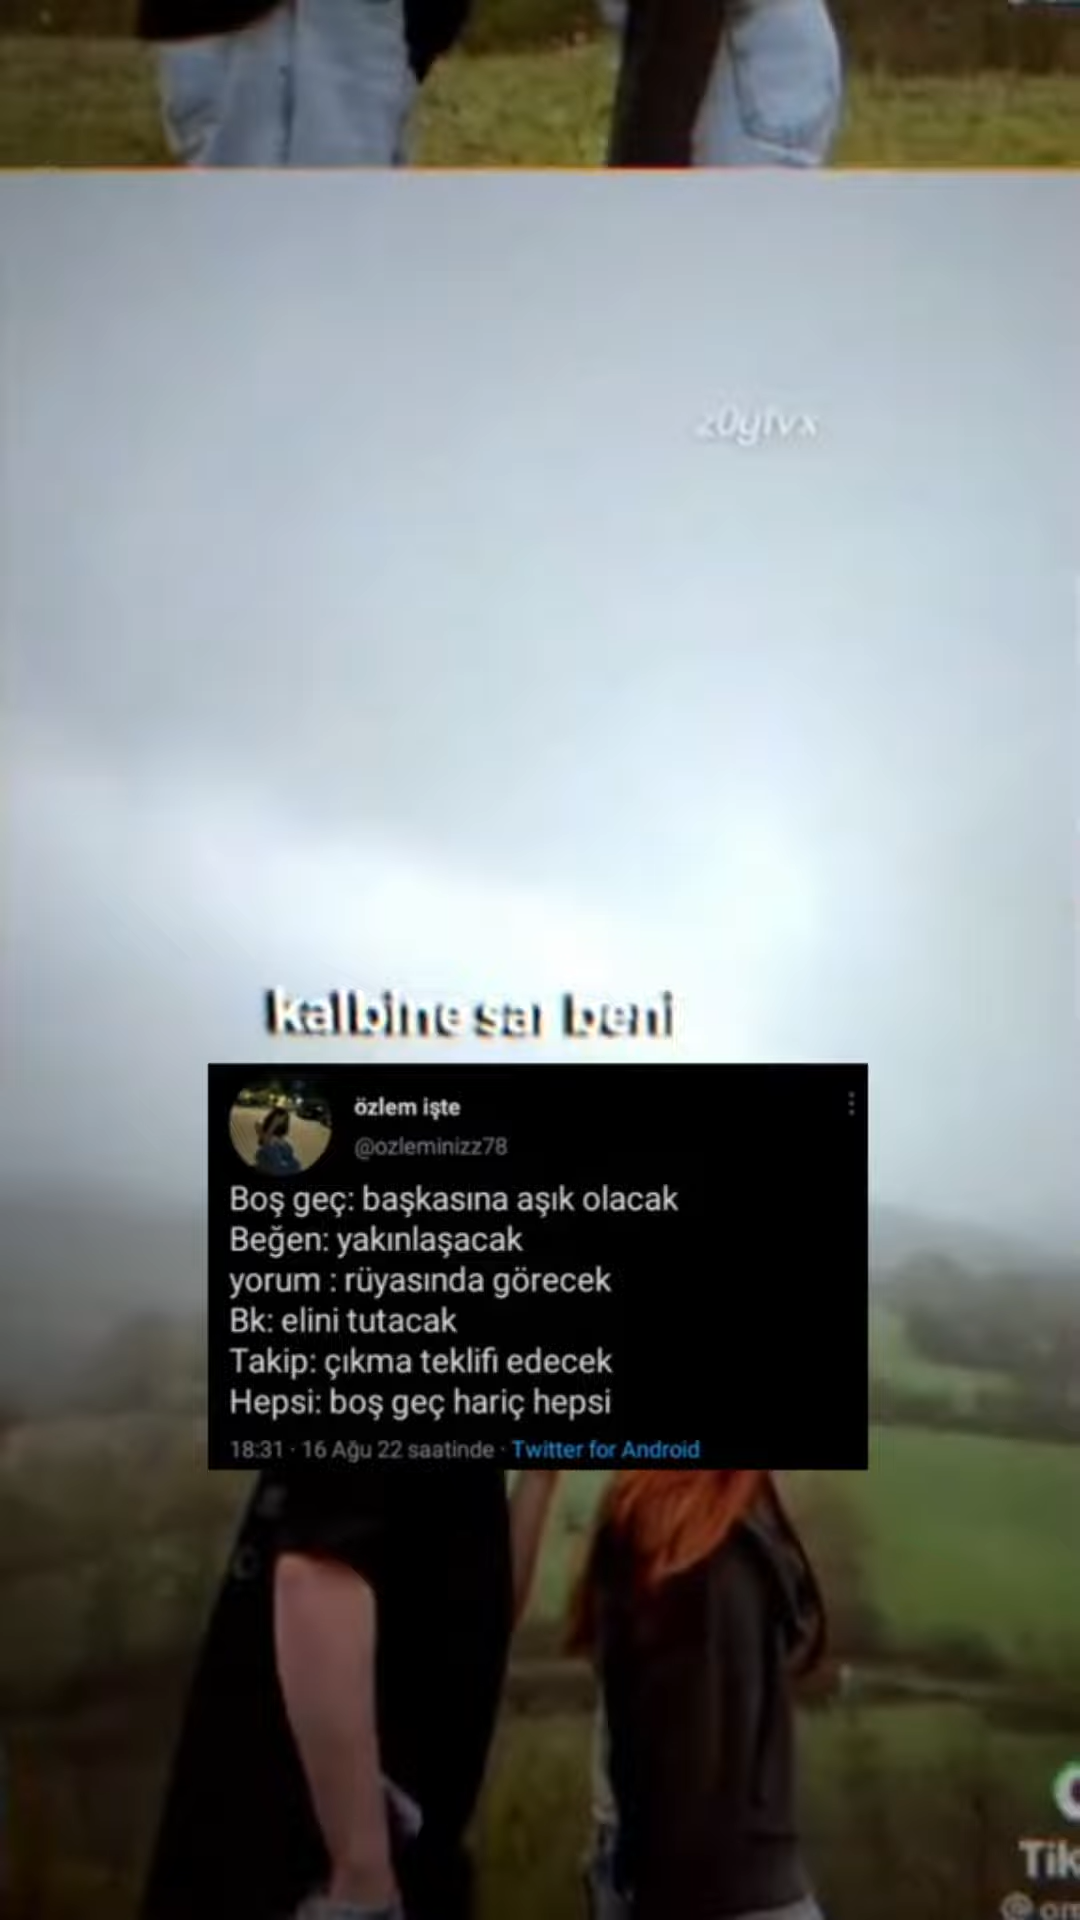 z0yfvx
kalbine sar beni
özlem işte
@ozleminizz78
Boş geç: başkasına aşık olacak
Beğen: yakınlaşacak
yorum : rüyasında görecek
Bk: elini tutacak
Takip: çıkma teklifi edecek
Hepsi: boş geç hariç hepsi
18:31 · 16 Ağu 22 saatinde · Twitter for Android